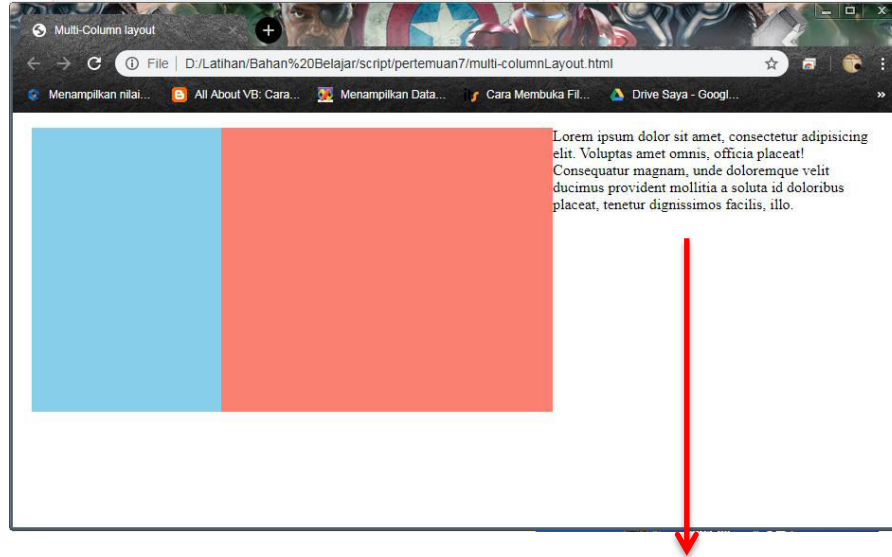 Multi-Column layout
File | D:/Latihan/Bahan%20Belajar/script/pertemuan7/multi-columnLayout.html
Menampilkan nilai... All About VB: Cara... Menampilkan Data... Cara Membuka Fil... Drive Saya - Googl... »
Lorem ipsum dolor sit amet, consectetur adipisicing
elit. Voluptas amet omnis, officia placeat!
Consequatur magnam, unde doloremque velit
ducimus provident mollitia a soluta id doloribus
placeat, tenetur dignissimos facilis, illo.